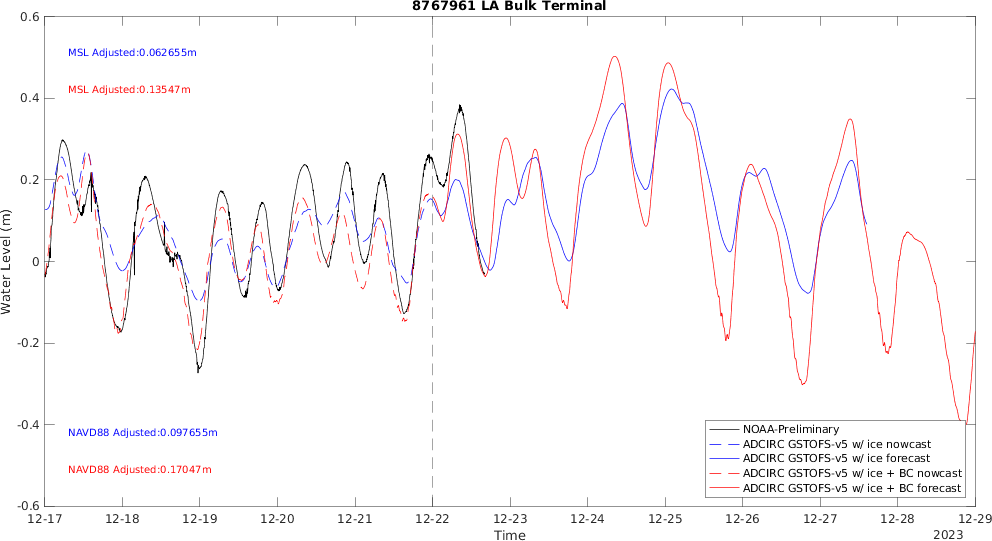 8767961 LA Bulk Terminal
MSL Adjusted:0.062655m
MSL Adjusted:0.13547m
NAVD88 Adjusted:0.097655m
NAVD88 Adjusted:0.17047m
Water Level (m)
0.6
0.4
0.2
0
-0.2
-0.4
-0.6
NOAA-Preliminary
ADCIRC GSTOFS-v5 w/ ice nowcast
ADCIRC GSTOFS-v5 w/ ice forecast
ADCIRC GSTOFS-v5 w/ ice + BC nowcast
ADCIRC GSTOFS-v5 w/ ice + BC forecast
12-17 12-18 12-19 12-20 12-21 12-22 12-23 12-24 12-25 12-26 12-27 12-28 12-29
Time
2023